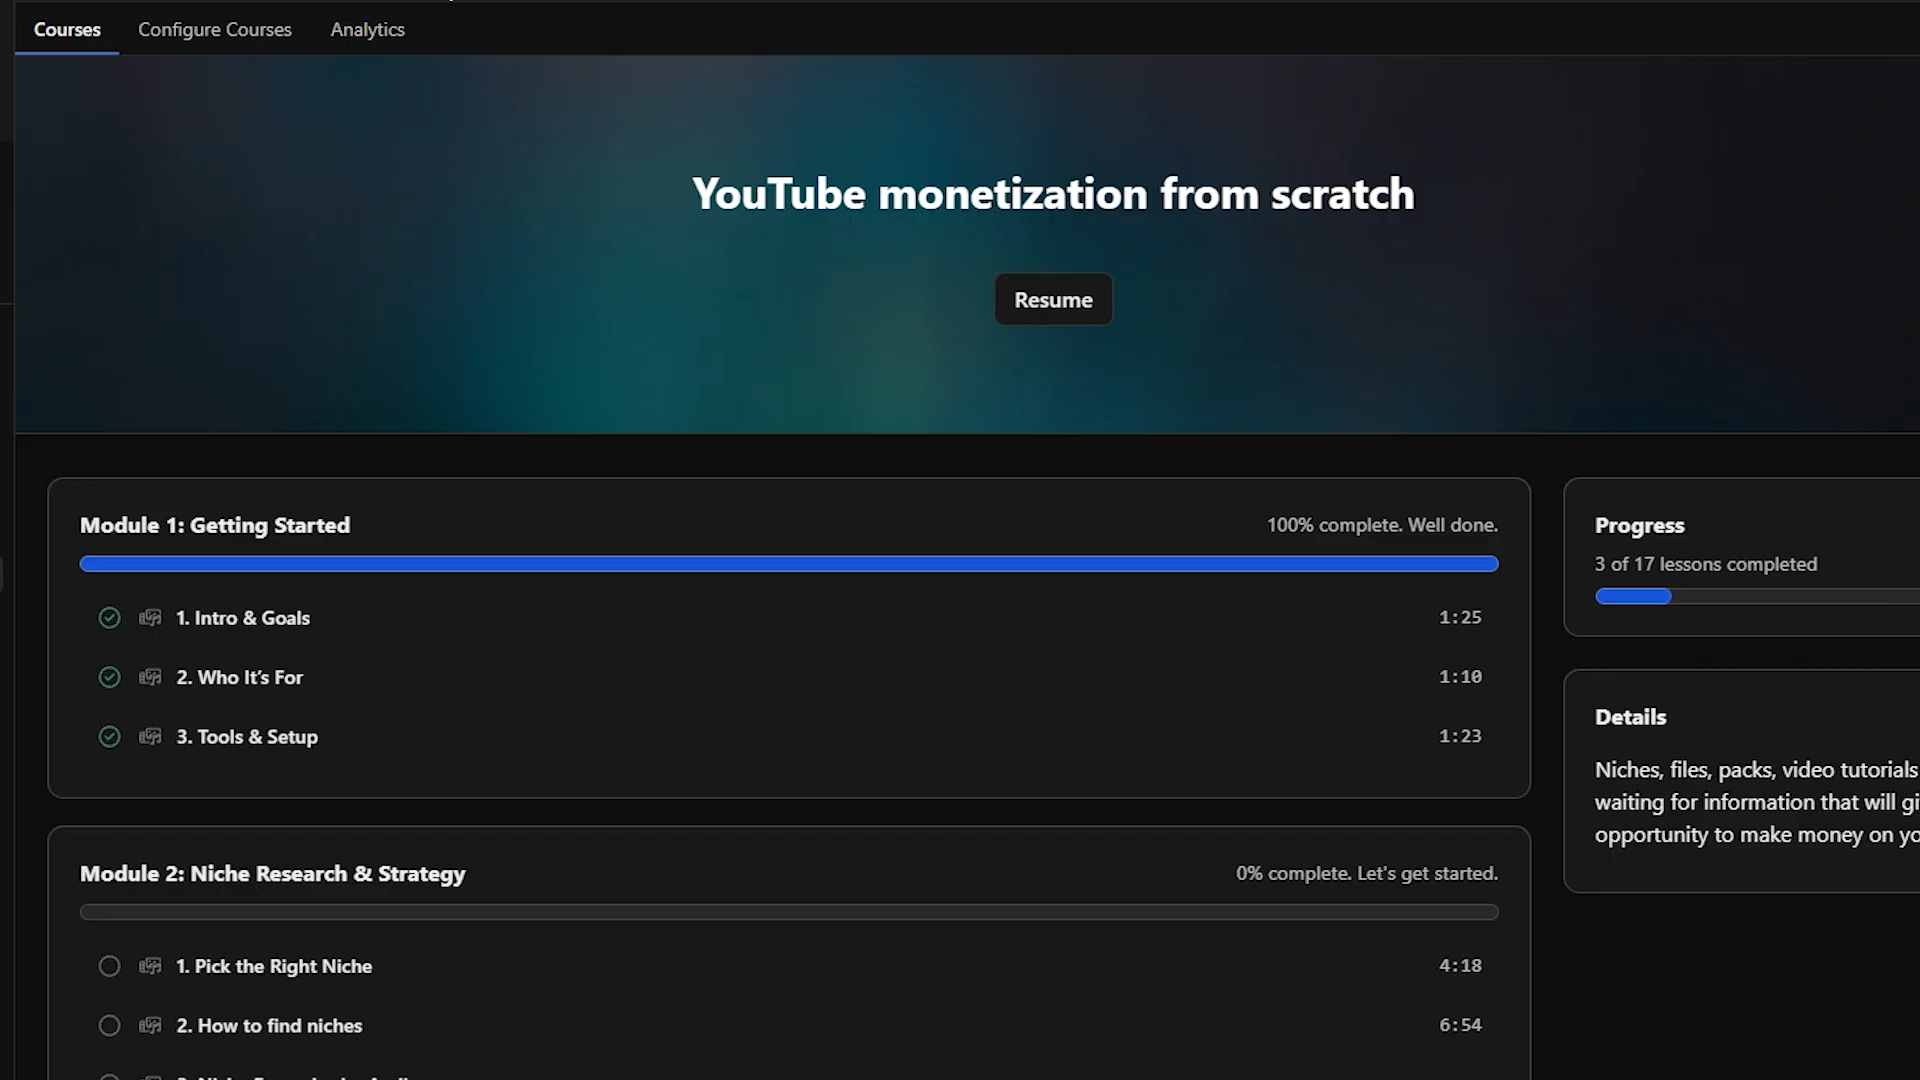 Courses
Configure Courses
Analytics
YouTube monetization from scratch
Resume
Module 1: Getting Started
100% complete. Well done.
1. Intro & Goals
1:25
2. Who It’s For
1:10
3. Tools & Setup
1:23
Module 2: Niche Research & Strategy
0% complete. Let's get started.
1. Pick the Right Niche
4:18
2. How to find niches
6:54
Progress
3 of 17 lessons completed
Details
Niches, files, packs, video tutorials
waiting for information that will gi
opportunity to make money on yo